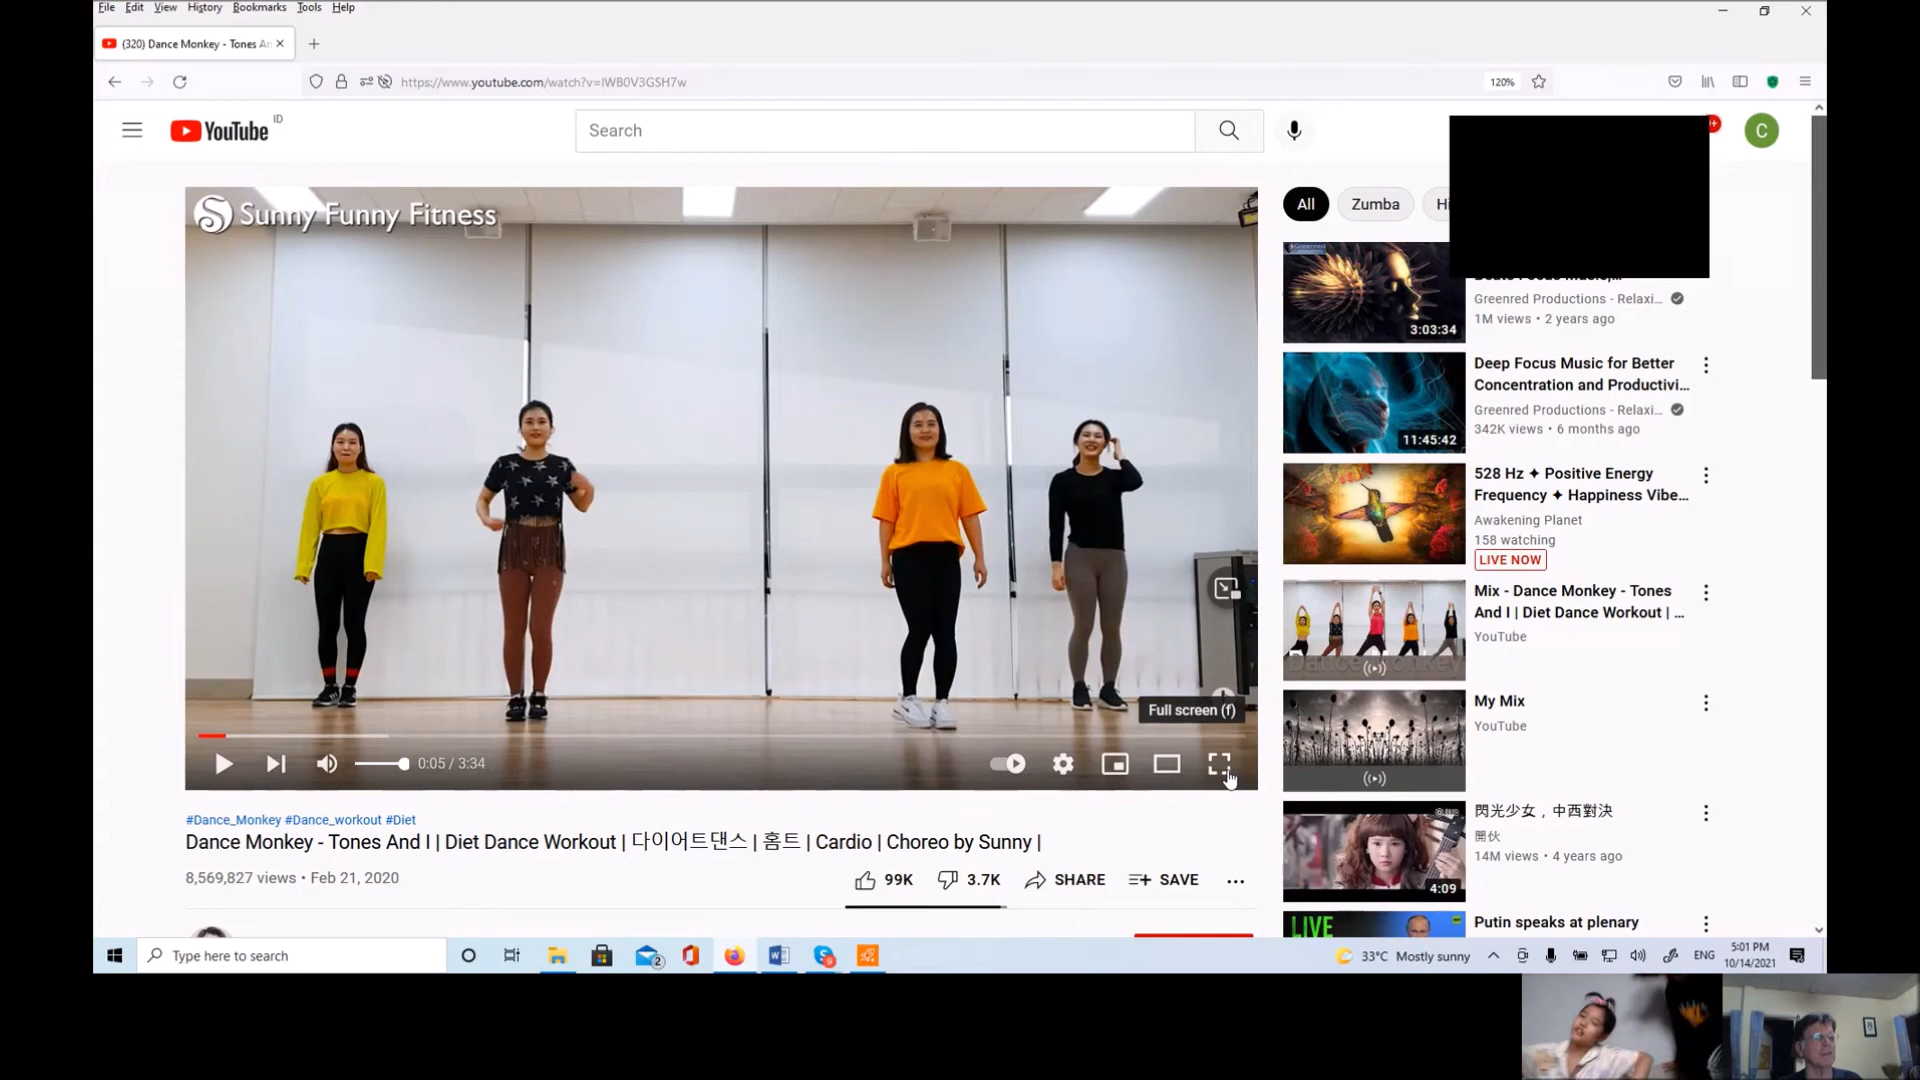 File Edit View History Bookmarks Tools Help
(320) Dance Monkey - Tones An
https://www.youtube.com/watch?v=lWB0V3GSH7w
120%
YouTube ID
Search
C
Sunny Funny Fitness
Full screen (f)
0:05 / 3:34
#Dance_Monkey #Dance_workout #Diet
Dance Monkey - Tones And I | Diet Dance Workout | 다이어트댄스 | 홈트 | Cardio | Choreo by Sunny |
8,569,827 views • Feb 21, 2020
99K 3.7K SHARE SAVE
All Zumba Hi
3:03:34
Greenred Productions - Relaxi...
1M views • 2 years ago
11:45:42
Deep Focus Music for Better
Concentration and Productivi...
Greenred Productions - Relaxi...
342K views • 6 months ago
528 Hz ✦ Positive Energy
Frequency ✦ Happiness Vibe...
Awakening Planet
158 watching
LIVE NOW
Dance Monkey
Mix - Dance Monkey - Tones
And I | Diet Dance Workout | ...
YouTube
My Mix
YouTube
4:09
閃光少女，中西對決
開伙
14M views • 4 years ago
LIVE
Putin speaks at plenary
Type here to search
2
33°C Mostly sunny
ENG
5:01 PM
10/14/2021